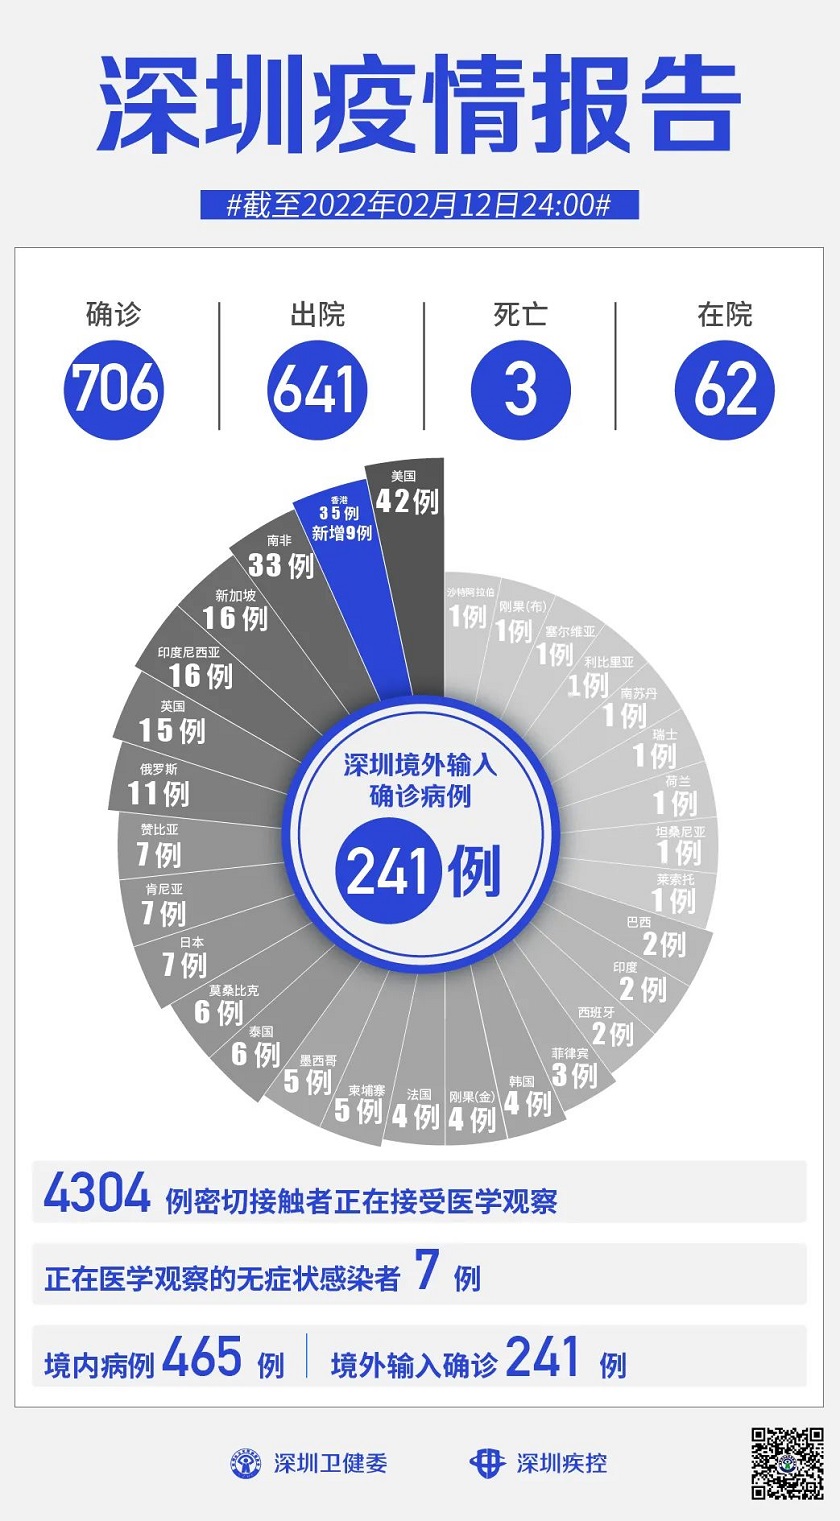 深圳疫情报告
#截至2022年02月12日24:00#
确诊
706
出院
641
死亡
3
在院
62
美国
42例
香港
35例
新增9例
南非
33例
新加坡
16例
印度尼西亚
16例
英国
15例
俄罗斯
11例
赞比亚
7例
肯尼亚
7例
日本
7例
莫桑比克
6例
泰国
6例
墨西哥
5例
柬埔寨
5例
法国
4例
刚果(金)
4例
韩国
4例
菲律宾
3例
西班牙
2例
印度
2例
巴西
2例
莱索托
1例
坦桑尼亚
1例
荷兰
1例
瑞士
1例
南苏丹
1例
利比里亚
1例
塞尔维亚
1例
刚果(布)
1例
沙特阿拉伯
1例
深圳境外输入
确诊病例
241例
4304 例密切接触者正在接受医学观察
正在医学观察的无症状感染者 7 例
境内病例 465 例 境外输入确诊 241 例
深圳卫健委 深圳疾控